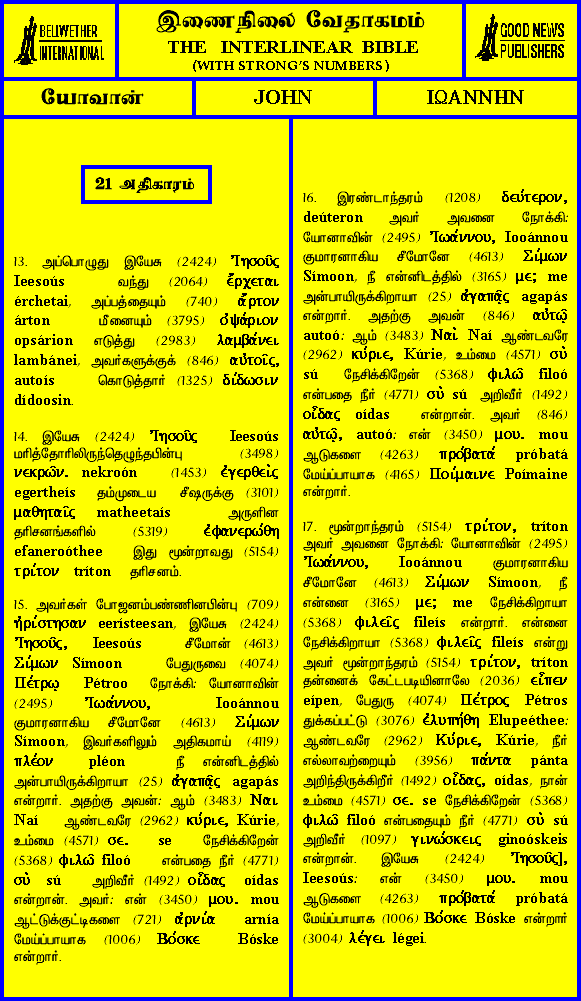 BELLWETHER
INTERNATIONAL
இணைநிலை வேதாகமம்
THE INTERLINEAR BIBLE
(WITH STRONG'S NUMBERS)
GOOD NEWS
PUBLISHERS
யோவான்
JOHN
ΙΩΑΝΝΗΝ
21 அதிகாரம்
13. அப்பொழுது இயேசு (2424) Ἰησοῦς
Ieesoús வந்து (2064) ἔρχεται
érchetai, அப்பத்தையும் (740) ἄρτον
árton மீனையும் (3795) ὀψάριον
opsárion எடுத்து (2983) λαμβάνει
lambánei, அவர்களுக்குக் (846) αὐτοῖς,
autoís கொடுத்தார் (1325) δίδωσιν
dídoosin.
14. இயேசு (2424) Ἰησοῦς Ieesoús
மரித்தோரிலிருந்தெழுந்தபின்பு (3498)
νεκρῶν. nekroón (1453) ἐγερθεὶς
egertheís தம்முடைய சீஷருக்கு (3101)
μαθηταῖς matheetaís அருளின
தரிசனங்களில் (5319) ἐφανερώθη
efaneroóthee இது மூன்றாவது (5154)
τρίτον tríton தரிசனம்.
15. அவர்கள் போஜனம்பண்ணினபின்பு (709)
ἠρίστησαν eerísteesan, இயேசு (2424)
Ἰησοῦς, Ieesoús சீமோன் (4613)
Σίμων Símoon பேதுருவை (4074)
Πέτρῳ Pétroo நோக்கி: யோனாவின்
(2495) Ἰωάννου, Iooánnou
குமாரனாகிய சீமோனே (4613) Σίμων
Símoon, இவர்களிலும் அதிகமாய் (4119)
πλέον pléon நீ என்னிடத்தில்
அன்பாயிருக்கிறாயா (25) ἀγαπᾷς agapás
என்றார். அதற்கு அவன்: ஆம் (3483) Ναι
Naí ஆண்டவரே (2962) κύριε, Kúrie,
உம்மை (4571) σε. se நேசிக்கிறேன்
(5368) φιλῶ filoó என்பதை நீர் (4771)
σὺ sú அறிவீர் (1492) οἶδας oídas
என்றான். அவர்: என் (3450) μου. mou
ஆட்டுக்குட்டிகளை (721) ἀρνία arnía
மேய்ப்பாயாக (1006) Βόσκε Bóske
என்றார்.
16. இரண்டாந்தரம் (1208) δεύτερον,
deúteron அவர் அவனை நோக்கி:
யோனாவின் (2495) Ἰωάννου, Iooánnou
குமாரனாகிய சீமோனே (4613) Σίμων
Símoon, நீ என்னிடத்தில் (3165) με; me
அன்பாயிருக்கிறாயா (25) ἀγαπᾷς agapás
என்றார். அதற்கு அவன் (846) αὐτῷ
autoó: ஆம் (3483) Ναὶ Naí ஆண்டவரே
(2962) κύριε, Kúrie, உம்மை (4571) σὺ
sú நேசிக்கிறேன் (5368) φιλῶ filoó
என்பதை நீர் (4771) σὺ sú அறிவீர் (1492)
οἶδας oídas என்றான். அவர் (846)
αὐτῷ, autoó: என் (3450) μου. mou
ஆடுகளை (4263) πρόβατά próbatá
மேய்ப்பாயாக (4165) Ποίμαινε Poímaine
என்றார்.
17. மூன்றாந்தரம் (5154) τρίτον, tríton
அவர் அவனை நோக்கி: யோனாவின் (2495)
Ἰωάννου, Iooánnou குமாரனாகிய
சீமோனே (4613) Σίμων Símoon, நீ
என்னை (3165) με; me நேசிக்கிறாயா
(5368) φιλεῖς fileís என்றார். என்னை
நேசிக்கிறாயா (5368) φιλεῖς fileís என்று
அவர் மூன்றாந்தரம் (5154) τρίτον, tríton
தன்னைக் கேட்டபடியினாலே (2036) εἶπεν
eípen, பேதுரு (4074) Πέτρος Pétros
துக்கப்பட்டு (3076) ἐλυπήθη Elupeéthee:
ஆண்டவரே (2962) Κύριε, Kúrie, நீர்
எல்லாவற்றையும் (3956) πάντα pánta
அறிந்திருக்கிறீர் (1492) οἶδας, oídas, நான்
உம்மை (4571) σε. se நேசிக்கிறேன் (5368)
φιλῶ filoó என்பதையும் நீர் (4771) σὺ sú
அறிவீர் (1097) γινώσκεις ginoóskeis
என்றான். இயேசு (2424) Ἰησοῦς],
Ieesoús: என் (3450) μου. mou
ஆடுகளை (4263) πρόβατά próbatá
மேய்ப்பாயாக (1006) Βόσκε Bóske என்றார்
(3004) λέγει légei.